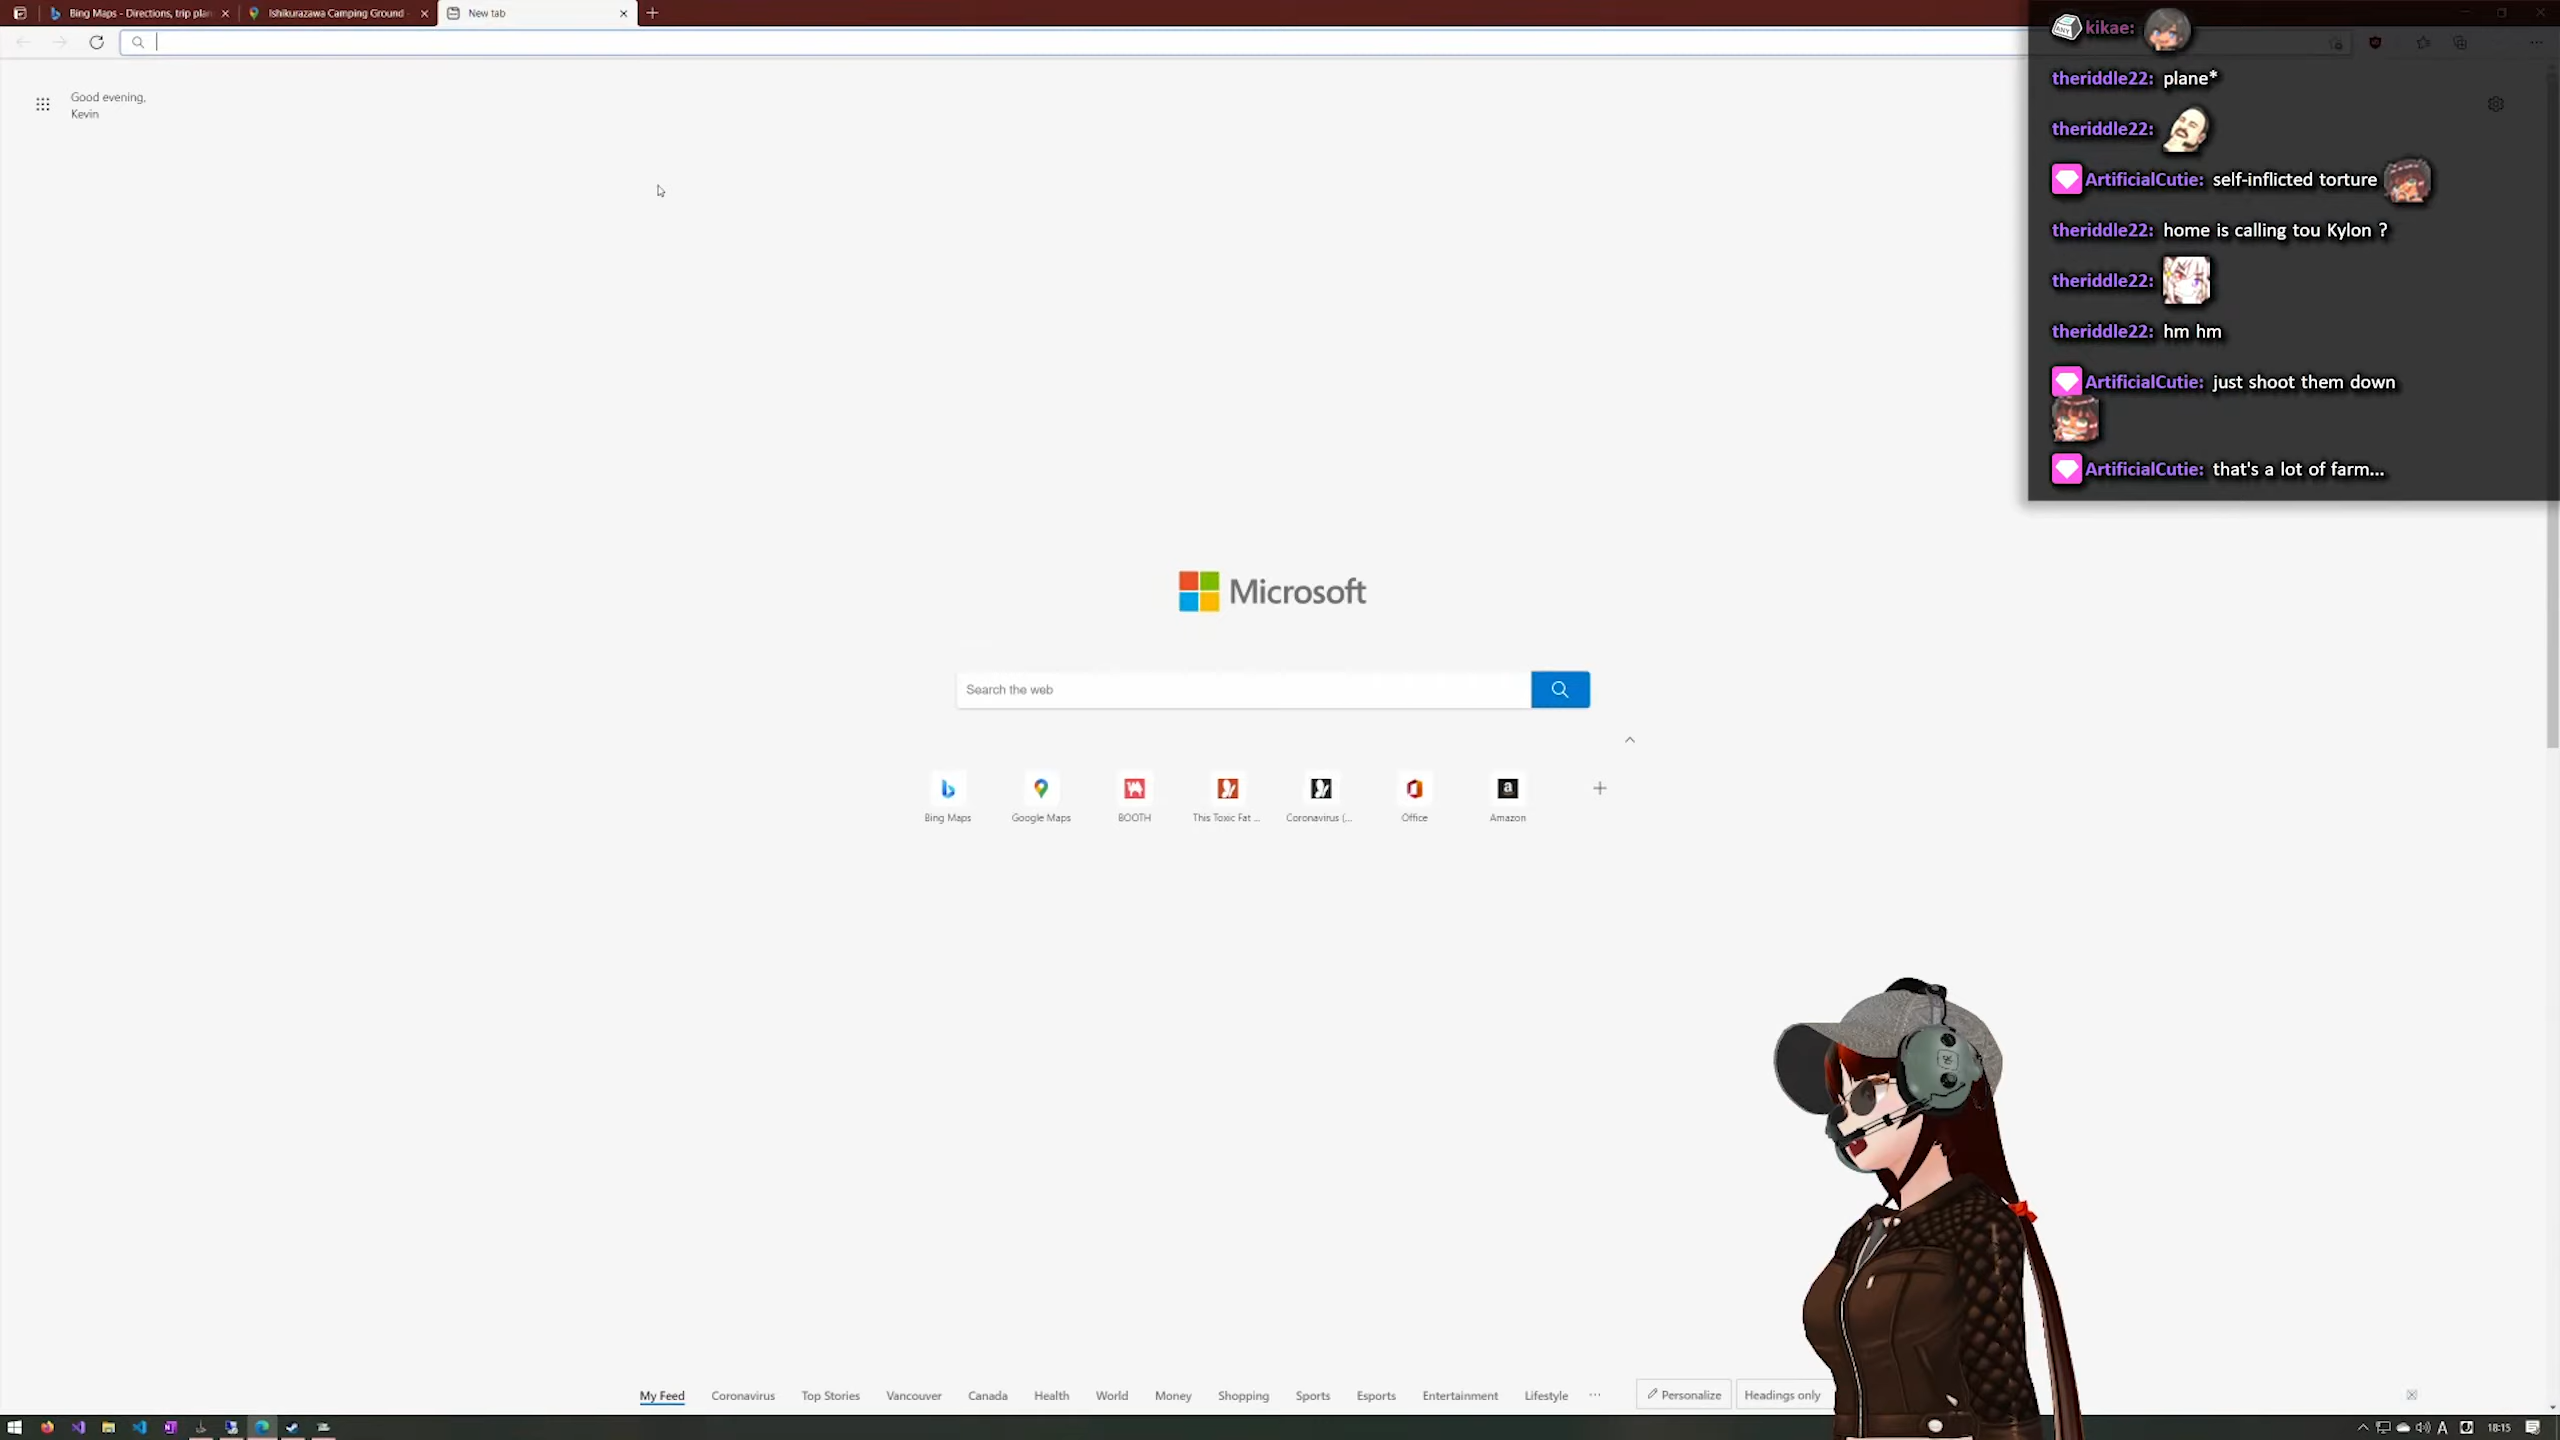 Bing Maps - Directions, trip plan
Ishikurazawa Camping Ground -
New tab
Good evening,
Kevin
kikae:
theriddle22: plane*
theriddle22:
ArtificialCutie: self-inflicted torture
theriddle22: home is calling tou Kylon ?
theriddle22:
theriddle22: hm hm
ArtificialCutie: just shoot them down
ArtificialCutie: that's a lot of farm...
Microsoft
Search the web
Bing Maps
Google Maps
BOOTH
This Toxic Fat ...
Coronavirus (...
Office
Amazon
My Feed
Coronavirus
Top Stories
Vancouver
Canada
Health
World
Money
Shopping
Sports
Esports
Entertainment
Lifestyle
Personalize
Headings only
A
18:15